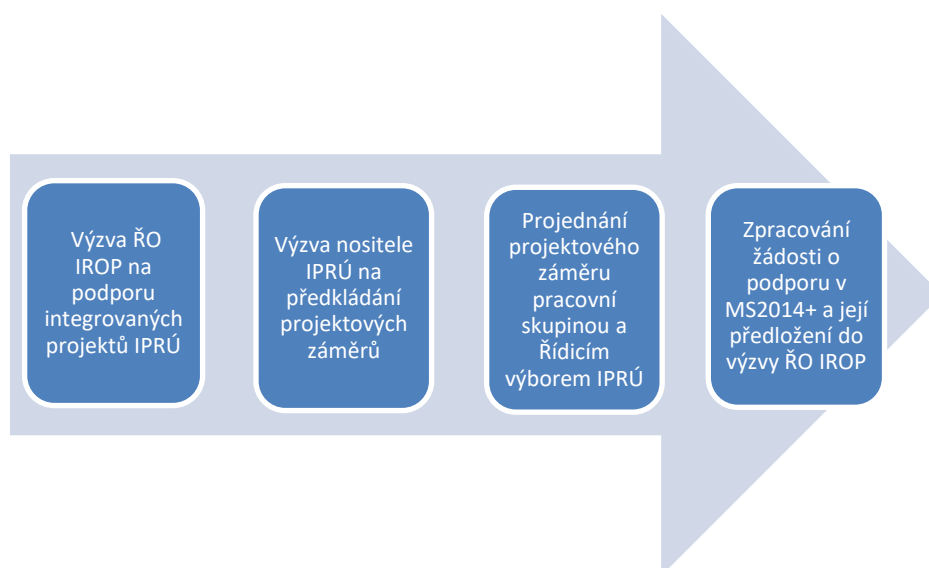 Výzva ŘO
IROP na
podporu
integrovaných
projektů IPRÚ
Výzva nositele
IPRÚ na
předkládání
projektových
záměrů
Projednání
projektového
záměru
pracovní
skupinou a
Řídicím
výborem IPRÚ
Zpracování
žádosti o
podporu v
MS2014+ a její
předložení do
výzvy ŘO IROP